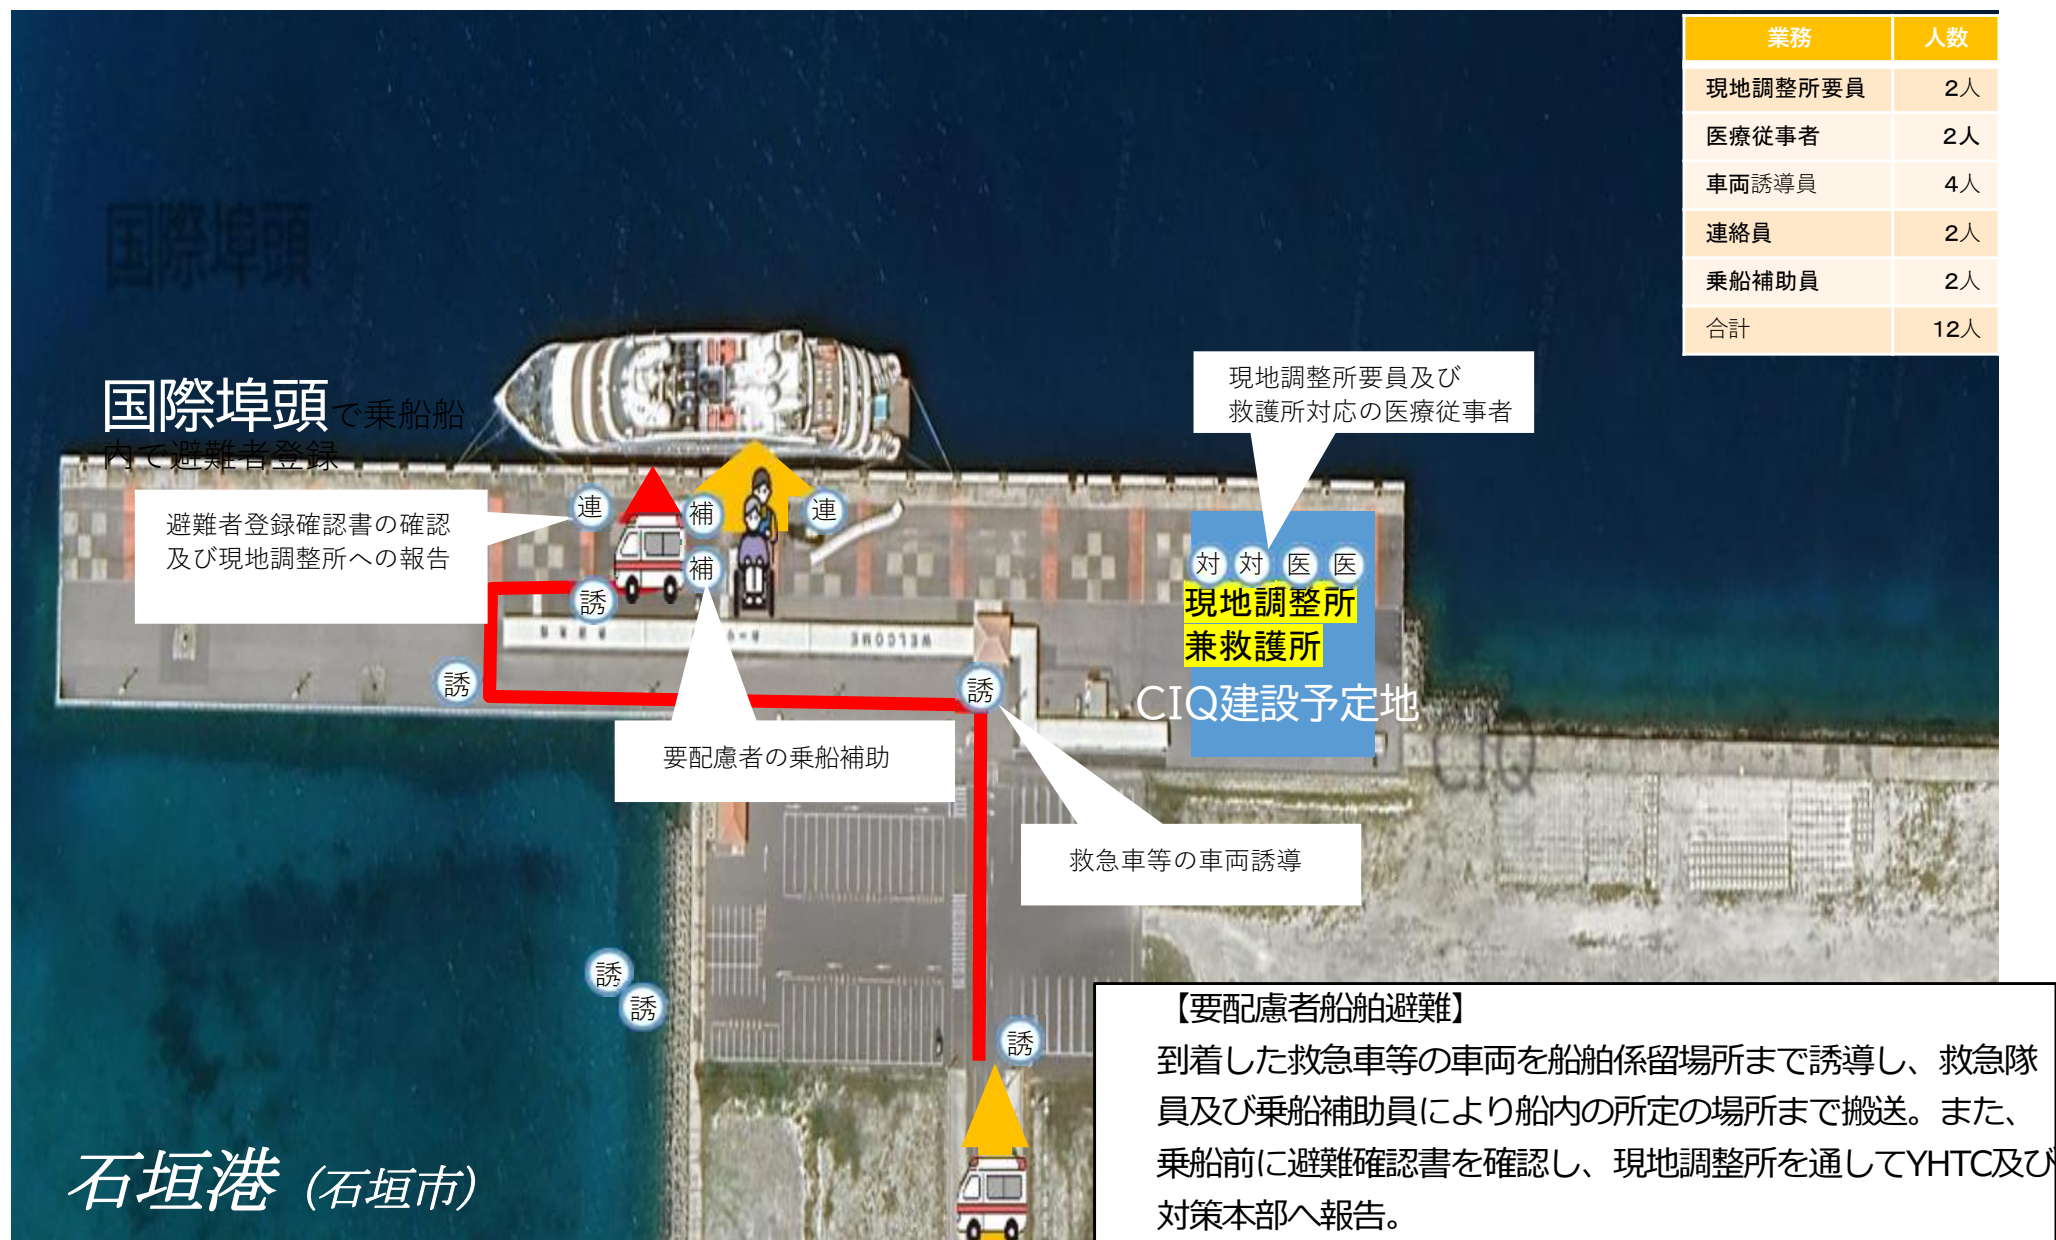 業務 人数
現地調整所要員 2人
医療従事者 2人
車両誘導員 4人
連絡員 2人
乗船補助員 2人
合計 12人
国際埠頭
国際埠頭で乗船船
内で避難者登録
現地調整所要員及び
救護所対応の医療従事者
避難者登録確認書の確認
及び現地調整所への報告
連
補
連
補
誘
対 対 医 医
現地調整所
兼救護所
WELCOME
誘
誘
CIQ建設予定地
CIQ
要配慮者の乗船補助
救急車等の車両誘導
誘
誘
誘
【要配慮者船舶避難】
到着した救急車等の車両を船舶係留場所まで誘導し、救急隊
員及び乗船補助員により船内の所定の場所まで搬送。また、
乗船前に避難確認書を確認し、現地調整所を通してYHTC及び
対策本部へ報告。
石垣港（石垣市）